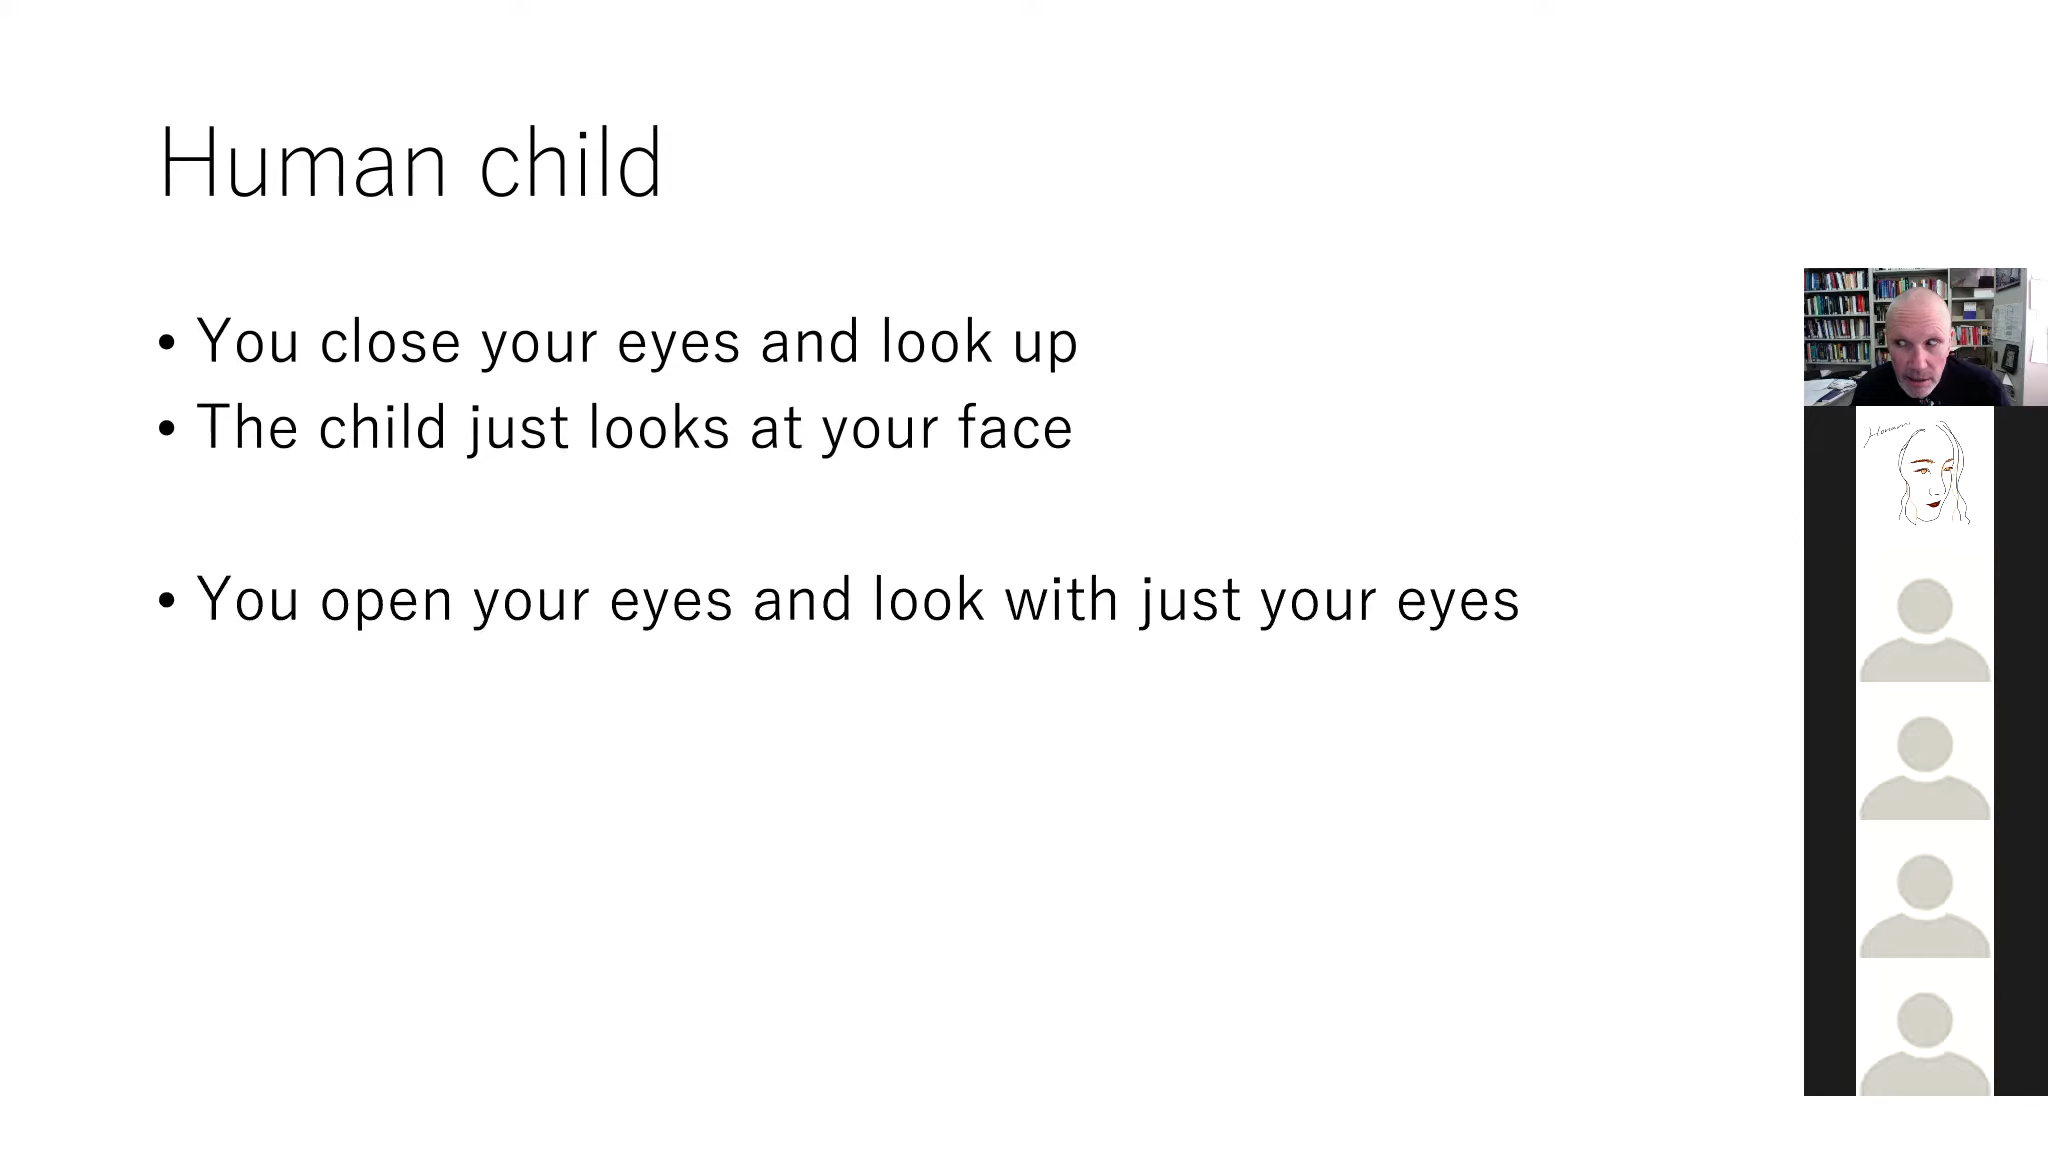 Human child
• You close your eyes and look up
• The child just looks at your face
• You open your eyes and look with just your eyes